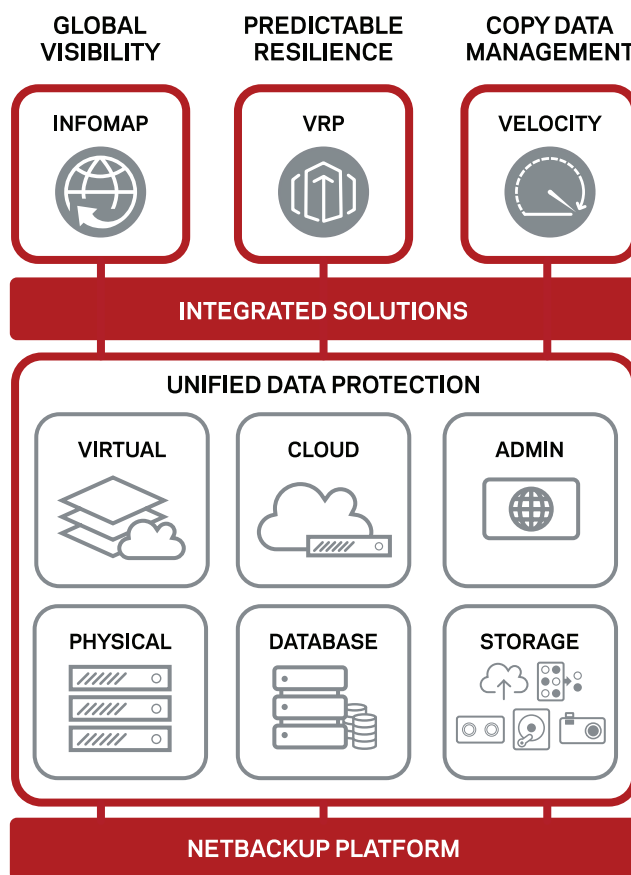 GLOBAL
VISIBILITY
PREDICTABLE
RESILIENCE
COPY DATA
MANAGEMENT
INFOMAP
VRP
VELOCITY
INTEGRATED SOLUTIONS
UNIFIED DATA PROTECTION
VIRTUAL
CLOUD
ADMIN
PHYSICAL
DATABASE
STORAGE
NETBACKUP PLATFORM